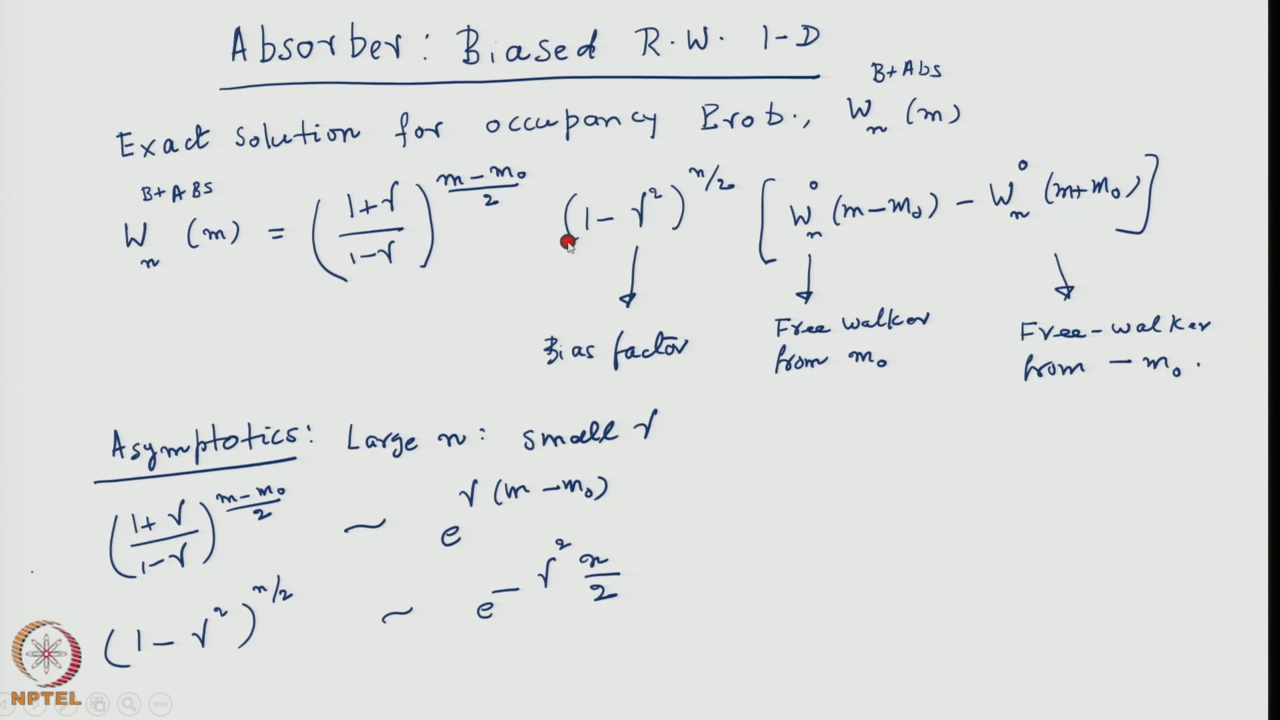 Absorber: Biased R.W. 1-D
Exact solution for occupancy Prob., W_n^{B+Abs} (m)
W_n^{B+ABS} (m) = ((1+r)/(1-r))^{(m-m_0)/2} (1-r^2)^{n/2} [W_n^0 (m-m_0) - W_n^0 (m+m_0)]
Bias factor
Free walker from m_0
Free-walker from -m_0.
Asymptotics: Large n: small r
((1+r)/(1-r))^{(m-m_0)/2} ~ e^{r(m-m_0)}
(1-r^2)^{n/2} ~ e^{-r^2 n/2}
NPTEL